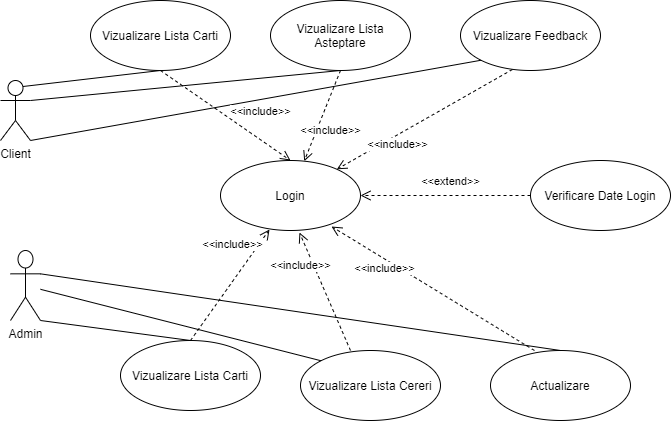 Vizualizare Lista Carti
Vizualizare Lista
Asteptare
Vizualizare Feedback
<<include>>
<<include>>
<<include>>
Client
Login
<<extend>>
Verificare Date Login
<<include>>
<<include>>
<<include>>
Admin
Vizualizare Lista Carti
Vizualizare Lista Cereri
Actualizare